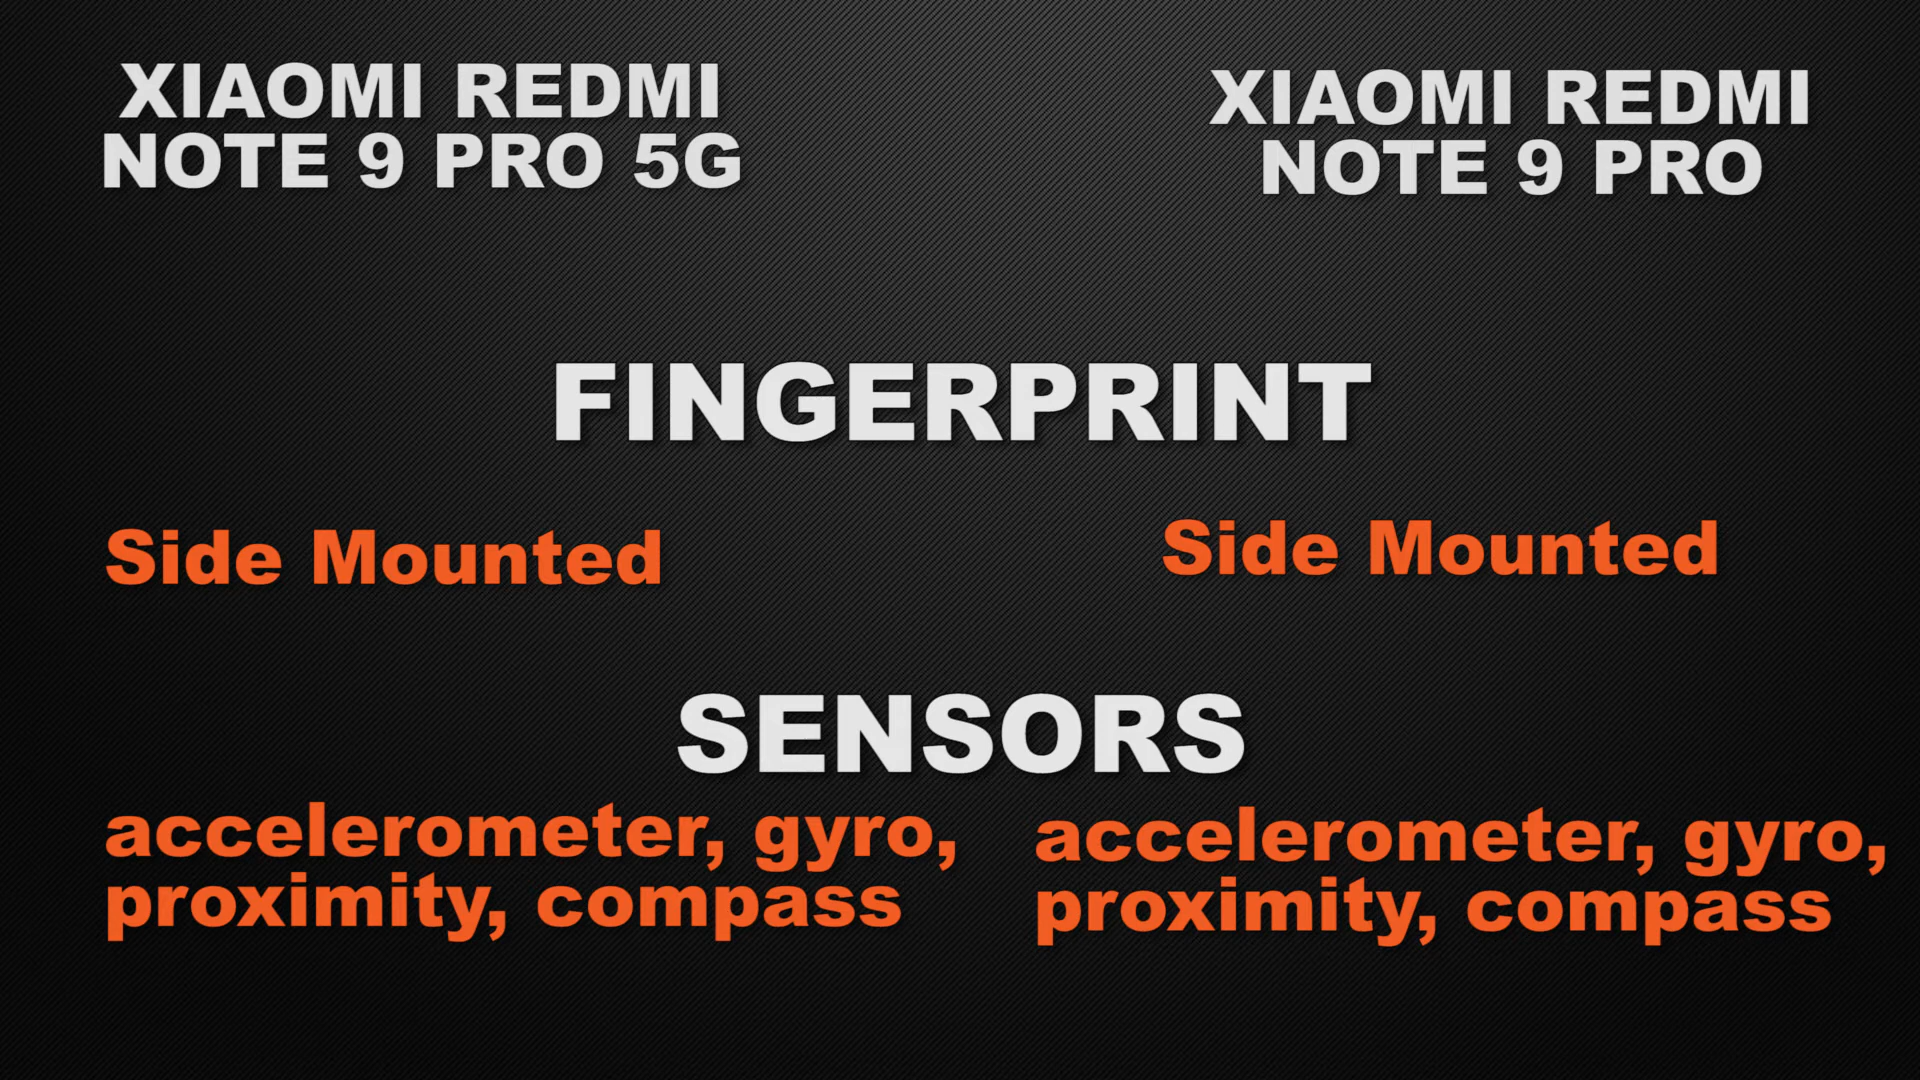 XIAOMI REDMI
NOTE 9 PRO 5G
XIAOMI REDMI
NOTE 9 PRO
FINGERPRINT
Side Mounted
Side Mounted
SENSORS
accelerometer, gyro,
proximity, compass
accelerometer, gyro,
proximity, compass